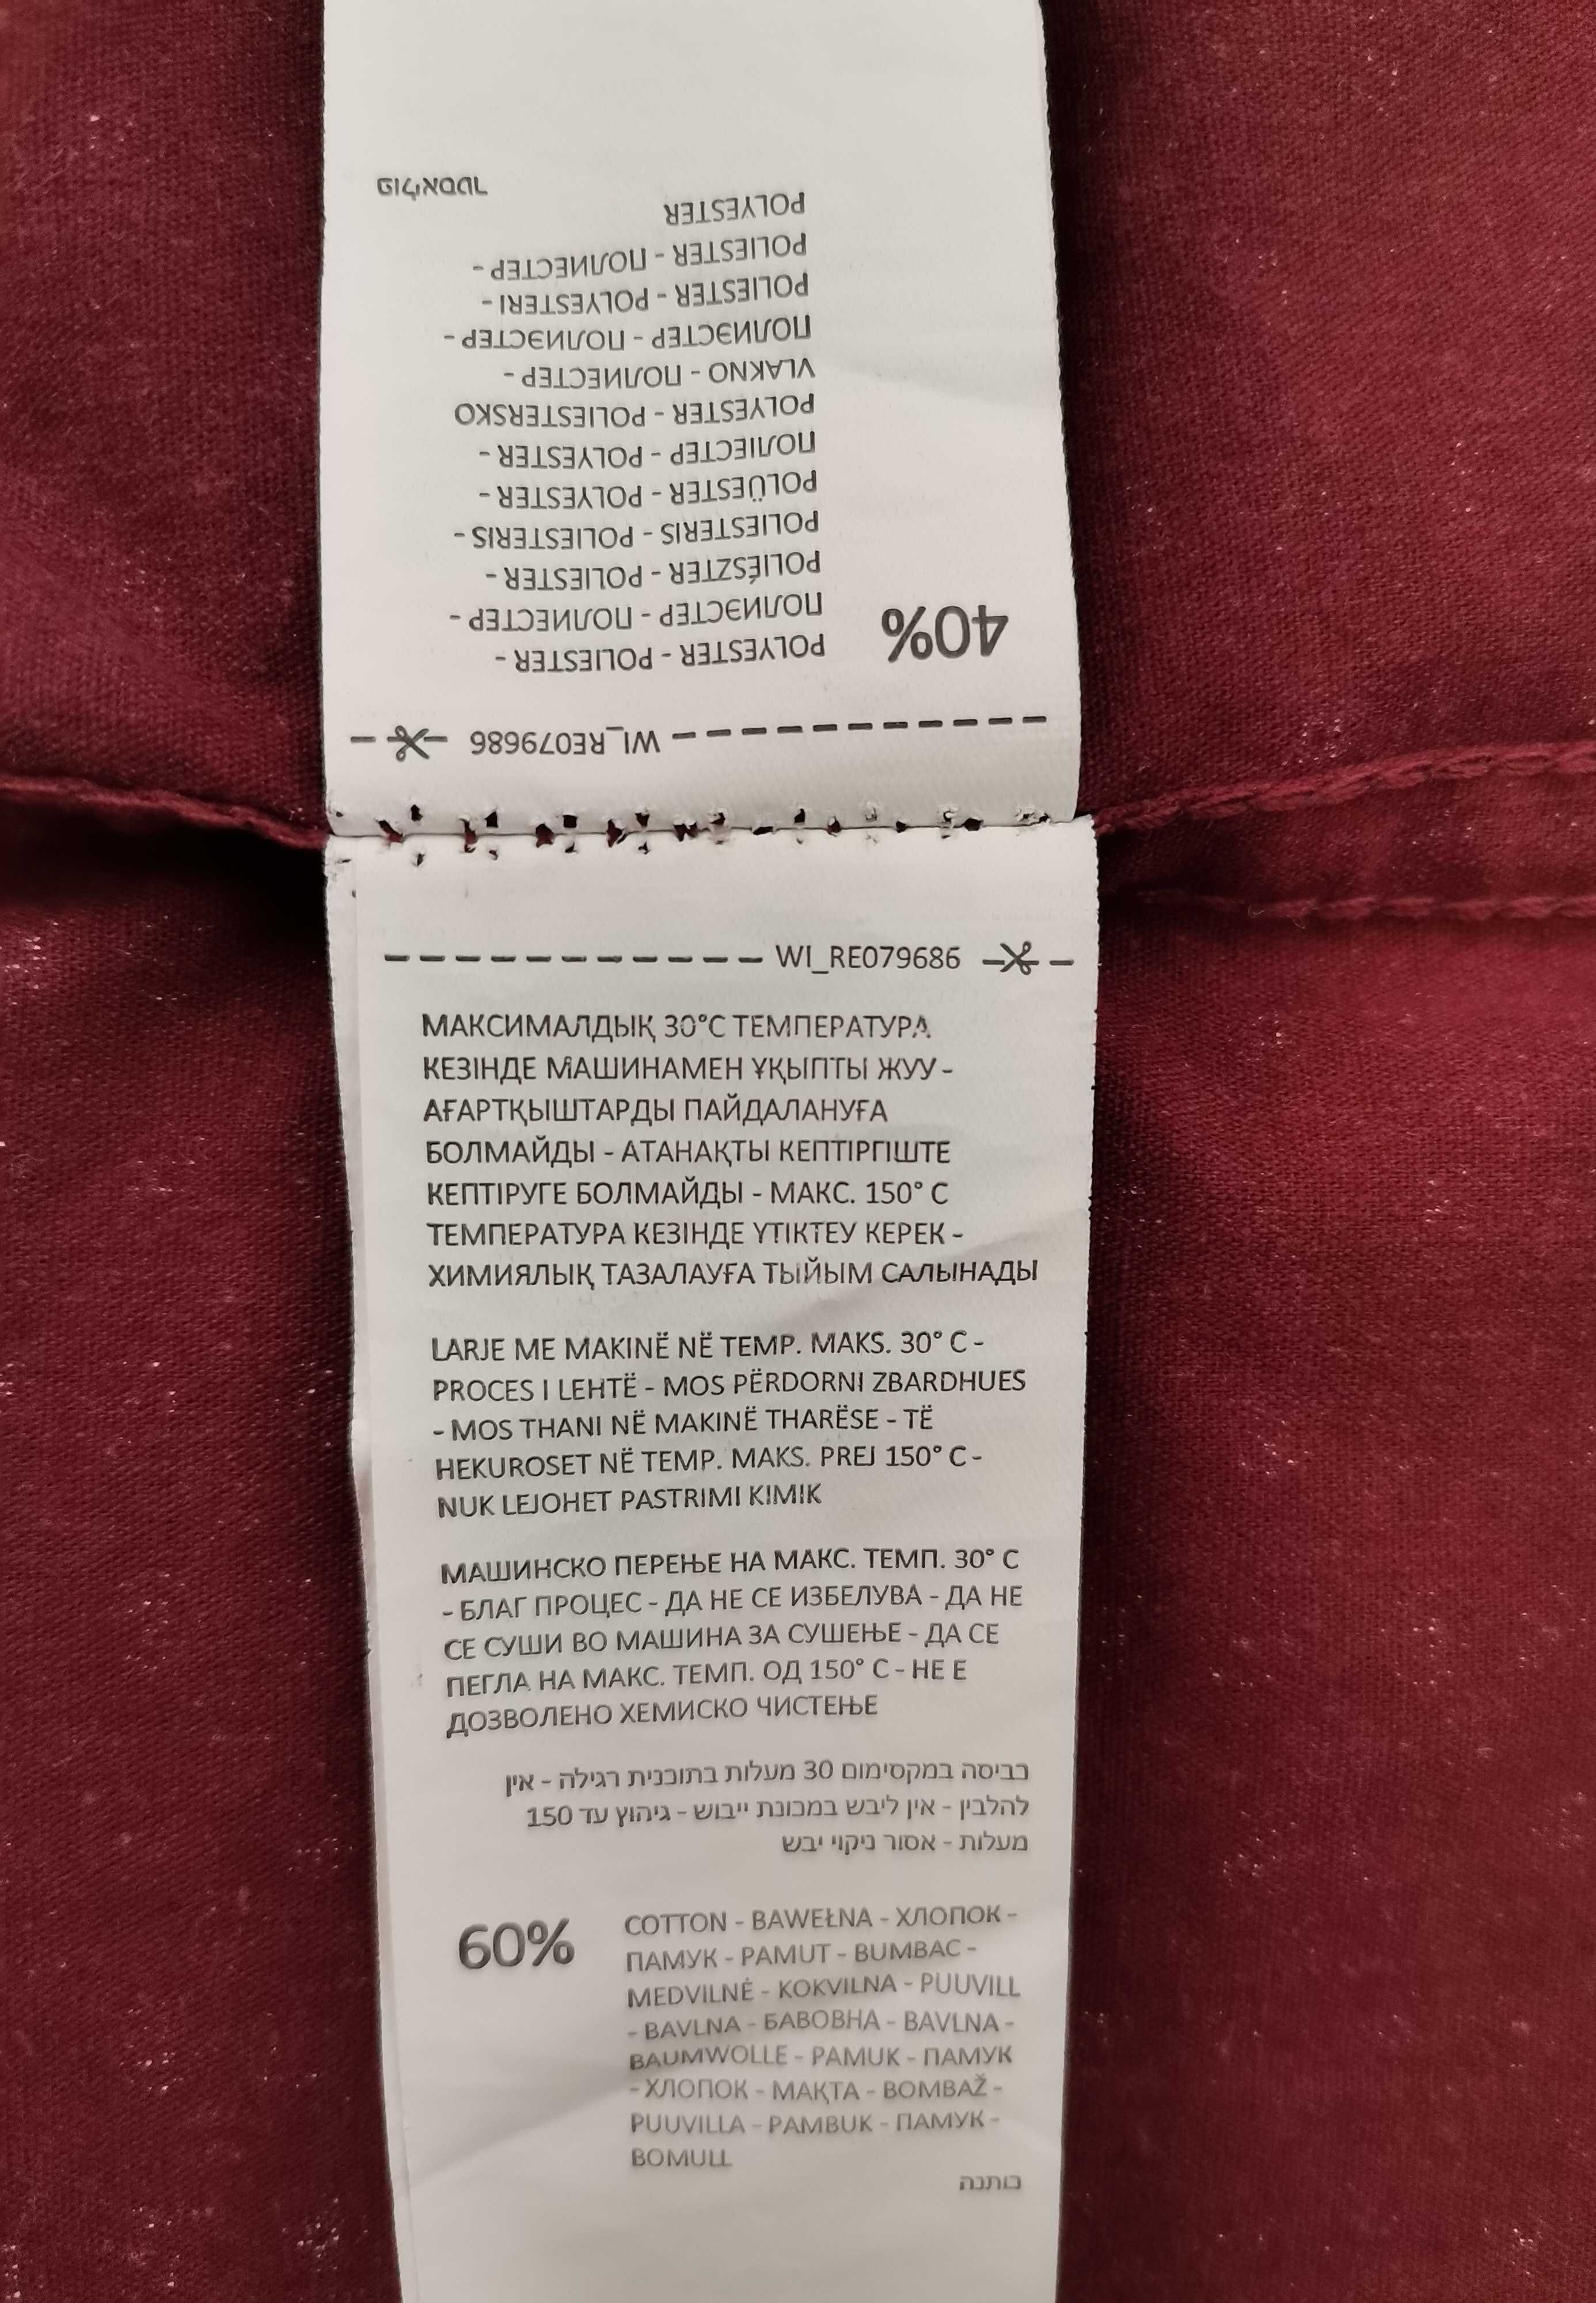 פוליאסטר
POLYESTER
POLIESTER - ПОЛИЕСТЕР -
POLIESTER - POLYESTERI -
ПОЛИЭСТЕР - ПОЛИЭСТЕР -
VLAKNO - ПОЛИЕСТЕР -
POLYESTER - POLIESTERSKO
ПОЛІЕСТЕР - POLYESTER -
POLÜESTER - POLYESTER -
POLIESTERIS - POLIESTERIS -
POLIÉSZTER - POLIESTER -
ПОЛИЭСТЕР - ПОЛИЕСТЕР -
40% POLYESTER - POLIESTER -
WI_RE079686
WI_RE079686
МАКСИМАЛДЫҚ 30°C ТЕМПЕРАТУРА
КЕЗІНДЕ МАШИНАМЕН ҰҚЫПТЫ ЖУУ -
АҒАРТҚЫШТАРДЫ ПАЙДАЛАНУҒА
БОЛМАЙДЫ - АТАНАҚТЫ КЕПТІРГІШТЕ
КЕПТІРУГЕ БОЛМАЙДЫ - МАКС. 150° C
ТЕМПЕРАТУРА КЕЗІНДЕ ҮТІКТЕУ КЕРЕК -
ХИМИЯЛЫҚ ТАЗАЛАУҒА ТЫЙЫМ САЛЫНАДЫ
LARJE ME MAKINË NË TEMP. MAKS. 30° C -
PROCES I LEHTË - MOS PËRDORNI ZBARDHUES
- MOS THANI NË MAKINË THARËSE - TË
HEKUROSET NË TEMP. MAKS. PREJ 150° C -
NUK LEJOHET PASTRIMI KIMIK
МАШИНСКО ПЕРЕЊЕ НА МАКС. ТЕМП. 30° C
- БЛАГ ПРОЦЕС - ДА НЕ СЕ ИЗБЕЛУВА - ДА НЕ
СЕ СУШИ ВО МАШИНА ЗА СУШЕЊЕ - ДА СЕ
ПЕГЛА НА МАКС. ТЕМП. ОД 150° C - НЕ Е
ДОЗВОЛЕНО ХЕМИСКО ЧИСТЕЊЕ
כביסה במקסימום 30 מעלות בתוכנית רגילה - אין
להלבין - אין ליבש במכונת ייבוש - גיהוץ עד 150
מעלות - אסור ניקוי יבש
60% COTTON - BAWEŁNA - ХЛОПОК -
ПАМУК - PAMUT - BUMBAC -
MEDVILNĖ - KOKVILNA - PUUVILL
- BAVLNA - БАВОВНА - BAVLNA -
BAUMWOLLE - PAMUK - ПАМУК
- ХЛОПОК - МАҚТА - BOMBAŽ -
PUUVILLA - PAMBUK - ПАМУК -
BOMULL
כותנה